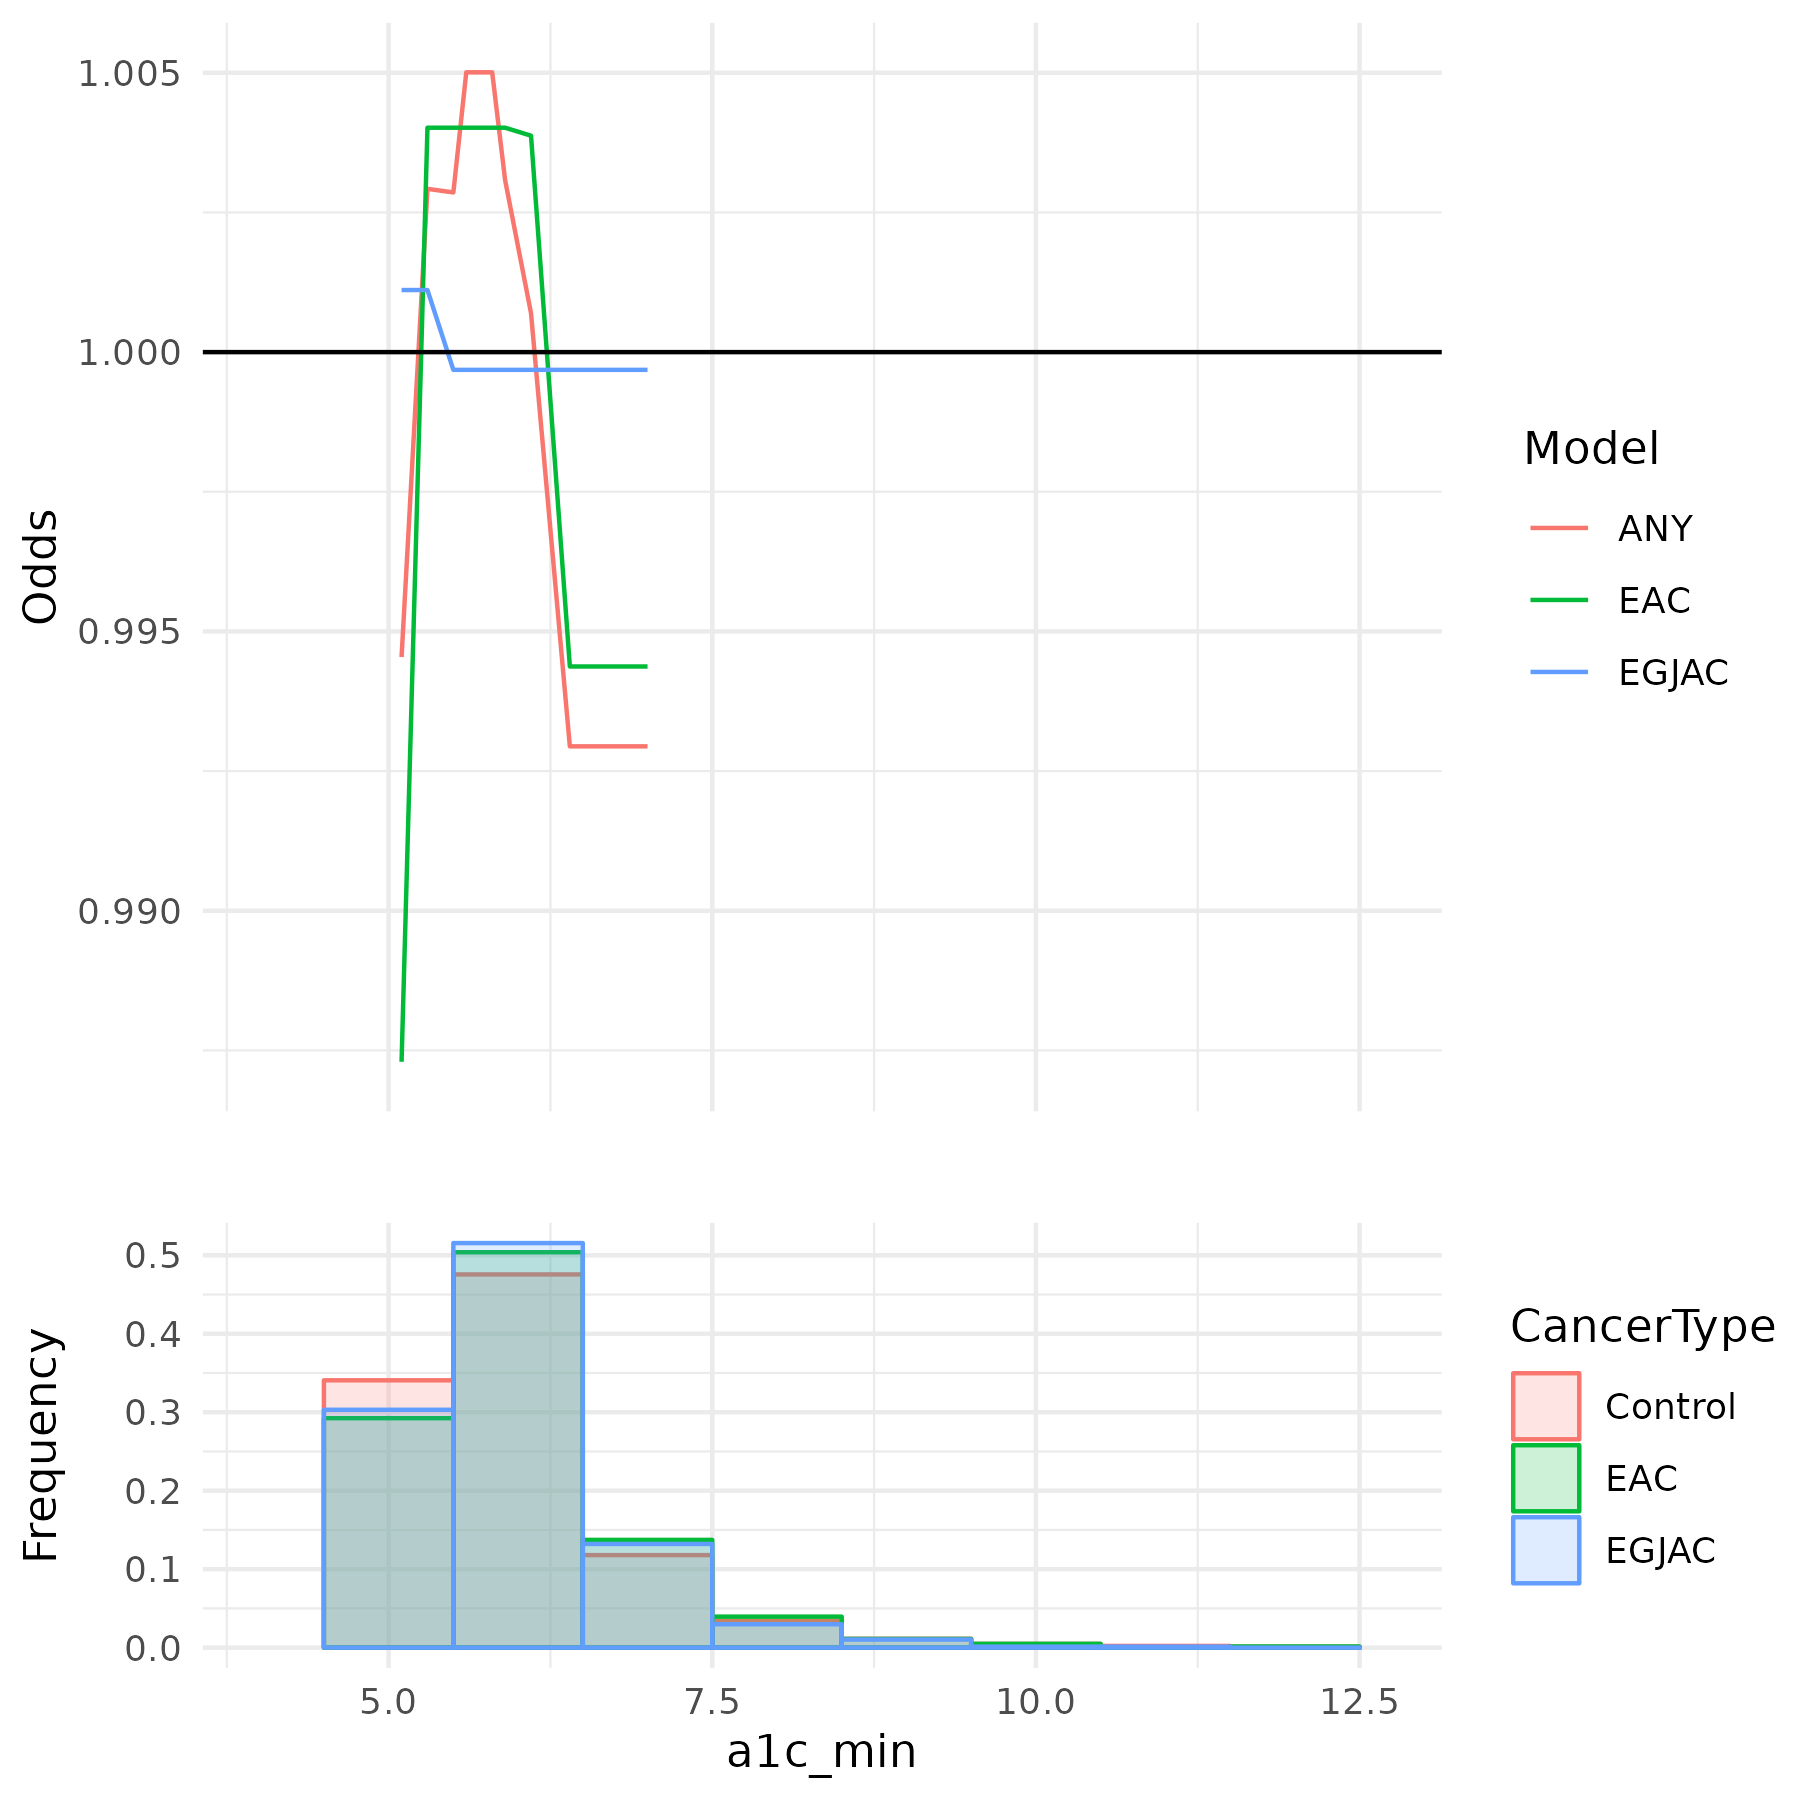 1.005
1.000
0.995
0.990
Odds
Model
ANY
EAC
EGJAC
0.5
0.4
0.3
0.2
0.1
0.0
Frequency
5.0 7.5 10.0 12.5
a1c_min
CancerType
Control
EAC
EGJAC